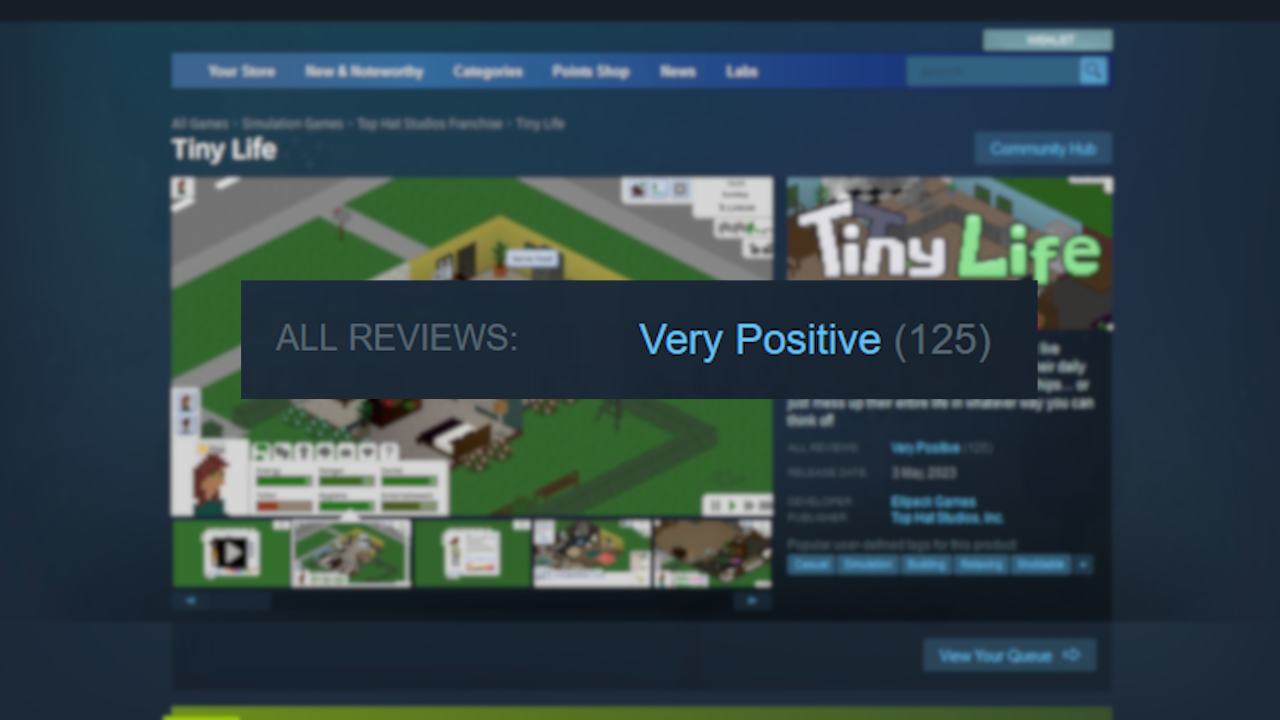 WISHLIST
Your Store New & Noteworthy Categories Points Shop News Labs
All Games > Simulation Games > Top Hat Studios Franchise > Tiny Life
Tiny Life
Community Hub
Tiny Life
ALL REVIEWS: Very Positive (125)
just mess up their entire life in whatever way you can
think of!
ALL REVIEWS: Very Positive (125)
RELEASE DATE: 3 May, 2023
DEVELOPER: Ellpeck Games
PUBLISHER: Top Hat Studios, Inc.
Popular user-defined tags for this product:
Casual Simulation Building Relaxing Moddable +
View Your Queue